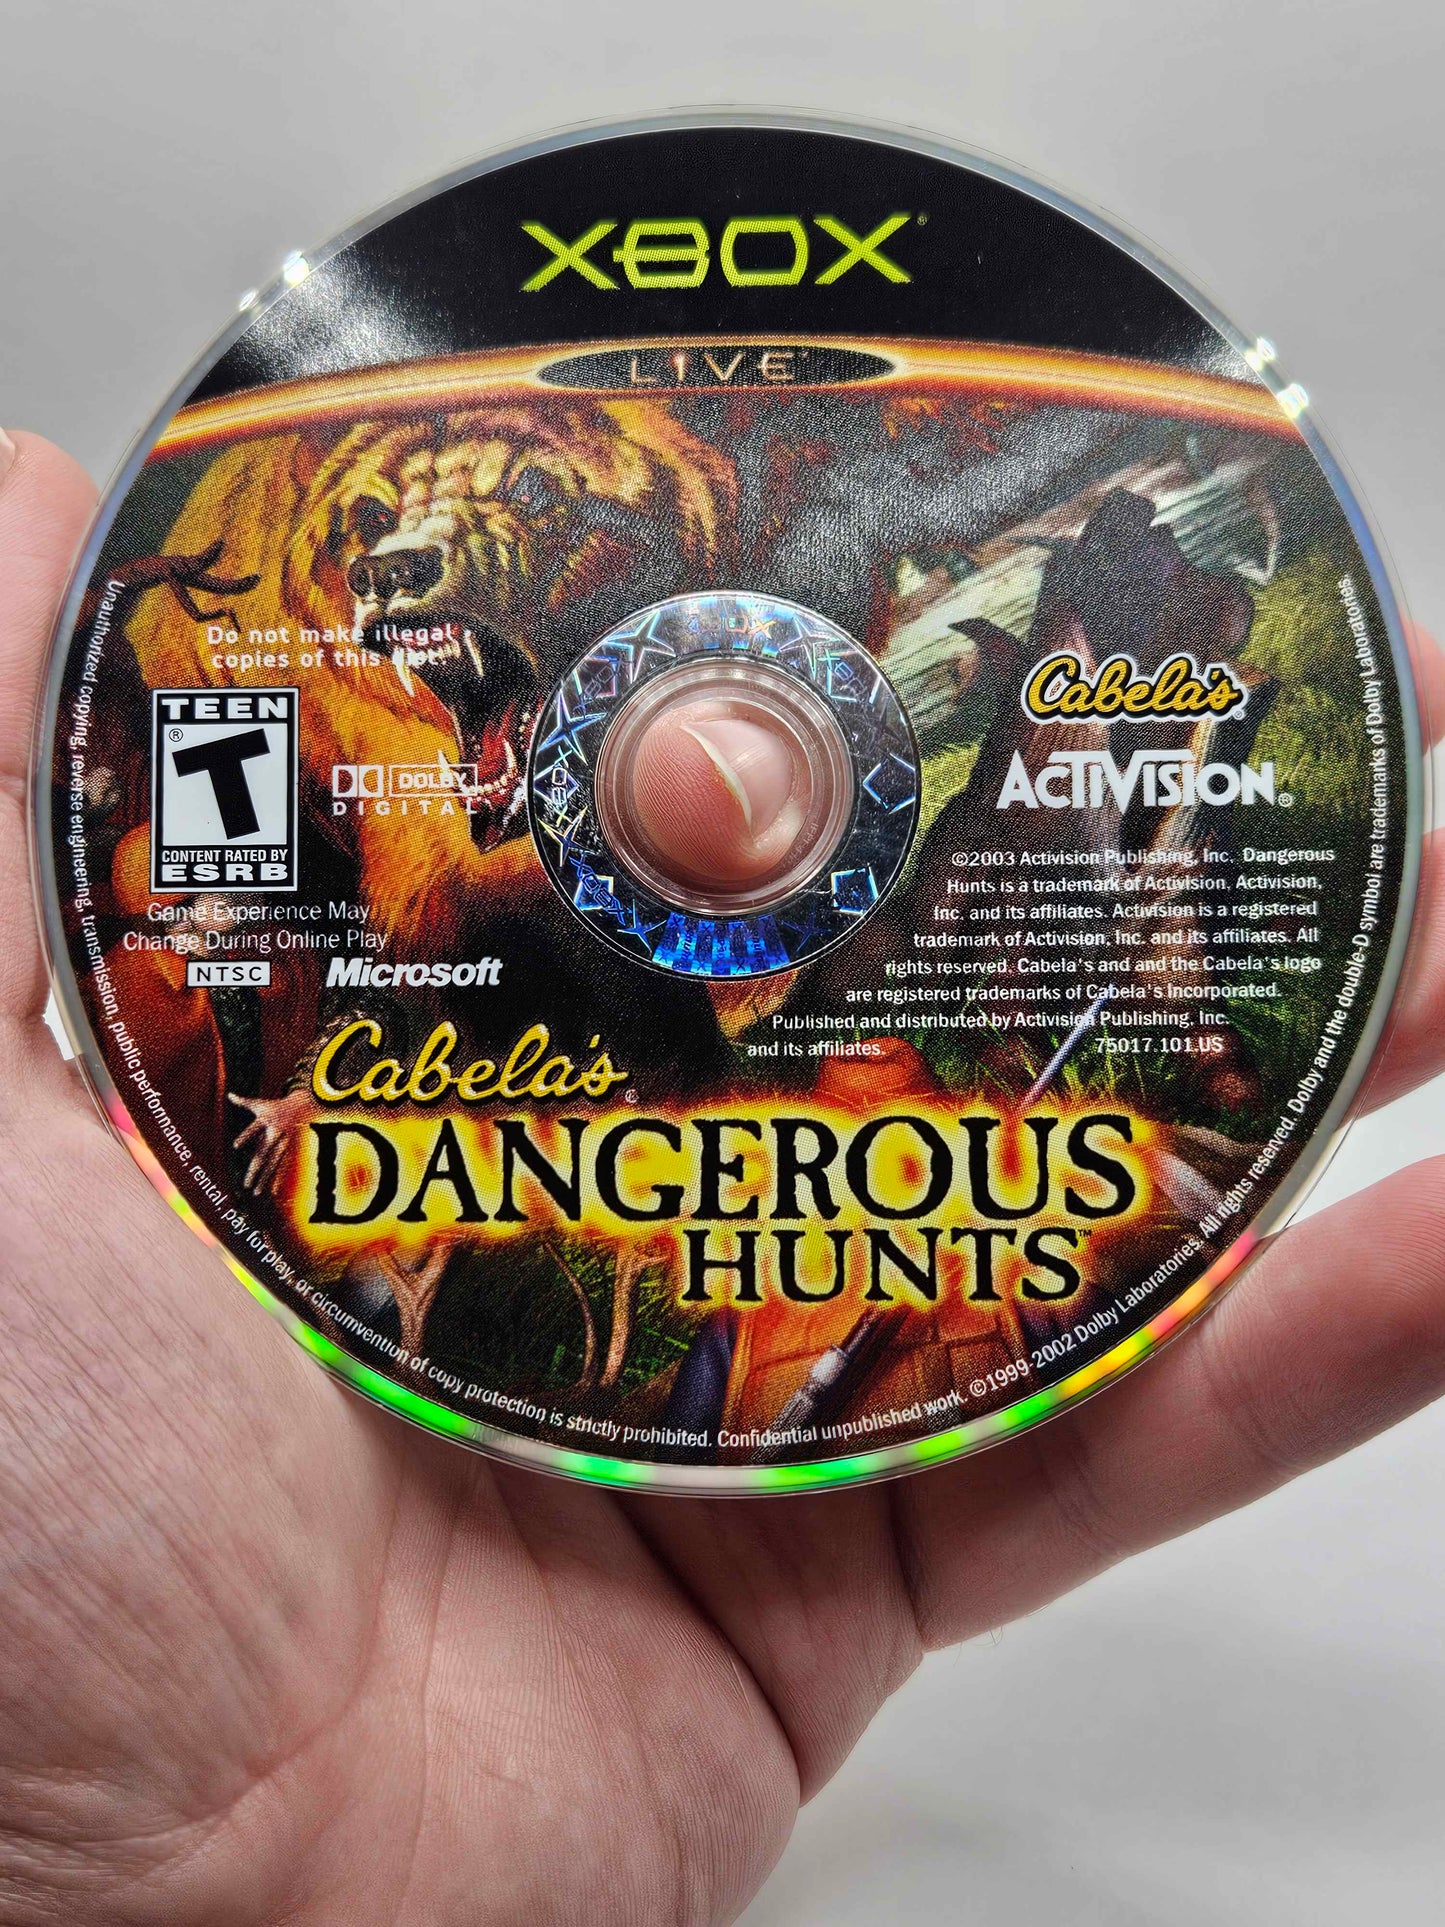 XBOX®
LIVE
Do not make illegal
copies of this
TEEN
T®
CONTENT RATED BY
ESRB
DOLBY
DIGITAL
Game Experience May
Change During Online Play
NTSC
Microsoft
Cabela's®
ACTIVISION®
©2003 Activision Publishing, Inc. Dangerous
Hunts is a trademark of Activision, Activision,
Inc. and its affiliates. Activision is a registered
trademark of Activision, Inc. and its affiliates. All
rights reserved. Cabela's and and the Cabela's logo
are registered trademarks of Cabela's Incorporated.
Published and distributed by Activision Publishing, Inc.
and its affiliates. 75017.101.US
Cabela's®
DANGEROUS
HUNTS™
Unauthorized copying, reverse engineering, transmission, public performance, rental, pay for play, or circumvention of copy protection is strictly prohibited. Confidential unpublished work. ©1999-2002 Dolby Laboratories. All rights reserved. Dolby and the double-D symbol are trademarks of Dolby Laboratories.